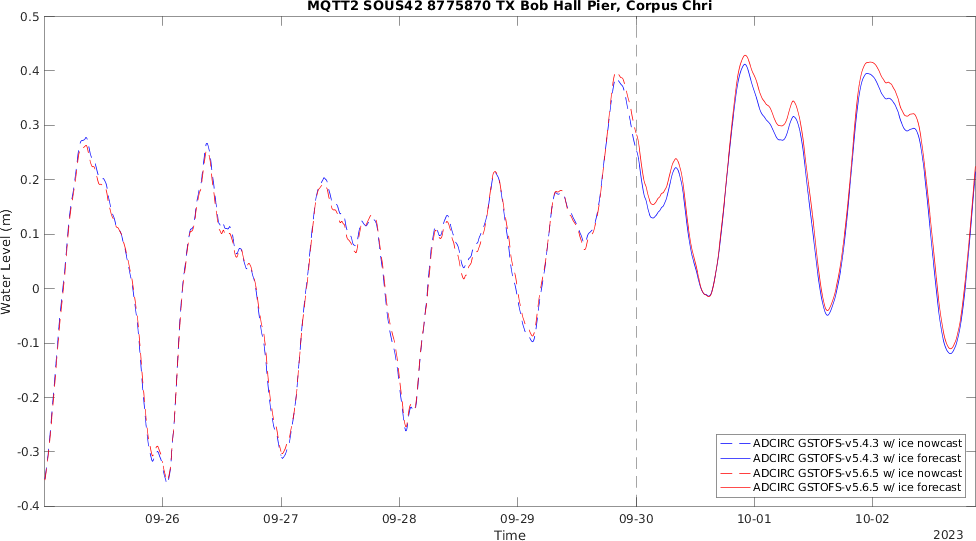 MQTT2 SOUS42 8775870 TX Bob Hall Pier, Corpus Chri
0.5
0.4
0.3
0.2
0.1
0
-0.1
-0.2
-0.3
-0.4
Water Level (m)
09-26 09-27 09-28 09-29 09-30 10-01 10-02
Time
2023
ADCIRC GSTOFS-v5.4.3 w/ ice nowcast
ADCIRC GSTOFS-v5.4.3 w/ ice forecast
ADCIRC GSTOFS-v5.6.5 w/ ice nowcast
ADCIRC GSTOFS-v5.6.5 w/ ice forecast